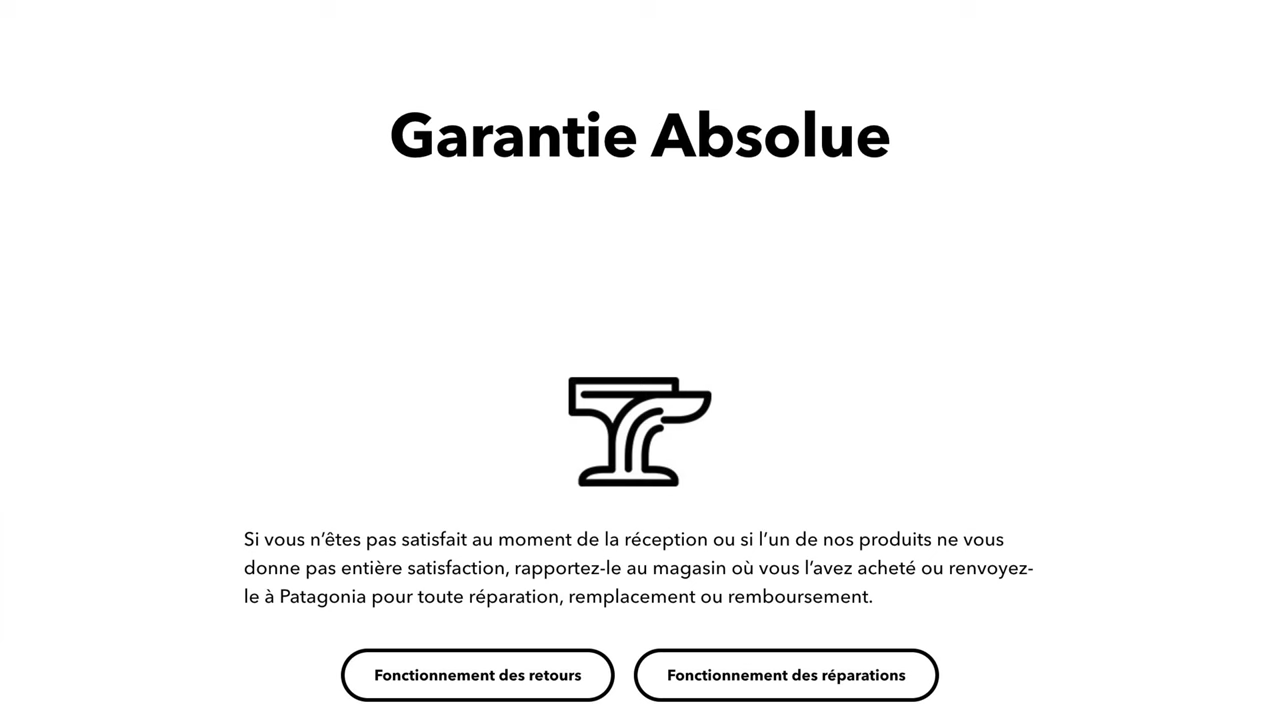 Garantie Absolue
Si vous n’êtes pas satisfait au moment de la réception ou si l’un de nos produits ne vous
donne pas entière satisfaction, rapportez-le au magasin où vous l’avez acheté ou renvoyez-
le à Patagonia pour toute réparation, remplacement ou remboursement.
Fonctionnement des retours
Fonctionnement des réparations